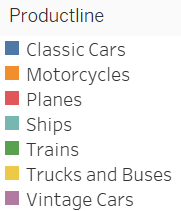 Productline
Classic Cars
Motorcycles
Planes
Ships
Trains
Trucks and Buses
Vintage Cars